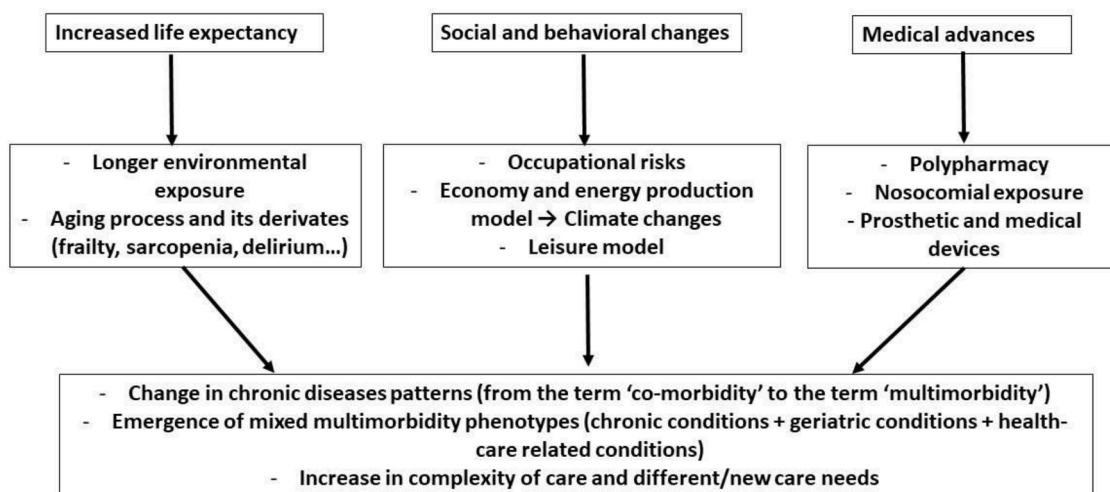 Increased life expectancy
Social and behavioral changes
Medical advances
- Longer environmental
exposure
- Aging process and its derivates
(frailty, sarcopenia, delirium...)
- Occupational risks
- Economy and energy production
model → Climate changes
- Leisure model
- Polypharmacy
- Nosocomial exposure
- Prosthetic and medical
devices
- Change in chronic diseases patterns (from the term ‘co-morbidity’ to the term ‘multimorbidity’)
- Emergence of mixed multimorbidity phenotypes (chronic conditions + geriatric conditions + health-
care related conditions)
- Increase in complexity of care and different/new care needs